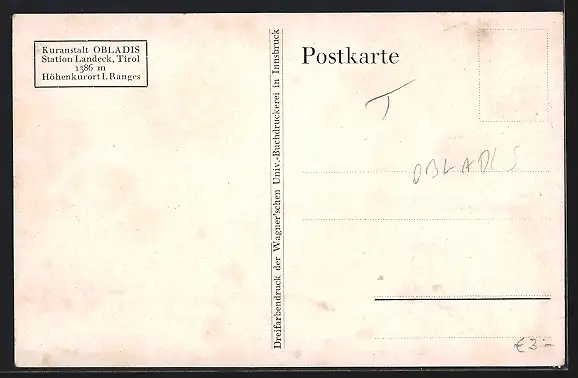 Kuranstalt OBLADIS
Station Landeck, Tirol
1386 m
Höhenkurort I. Ranges
Dreifarbendruck der Wagner'schen Univ.-Buchdruckerei in Innsbruck
Postkarte
T
OBLADIS
€ 3.-